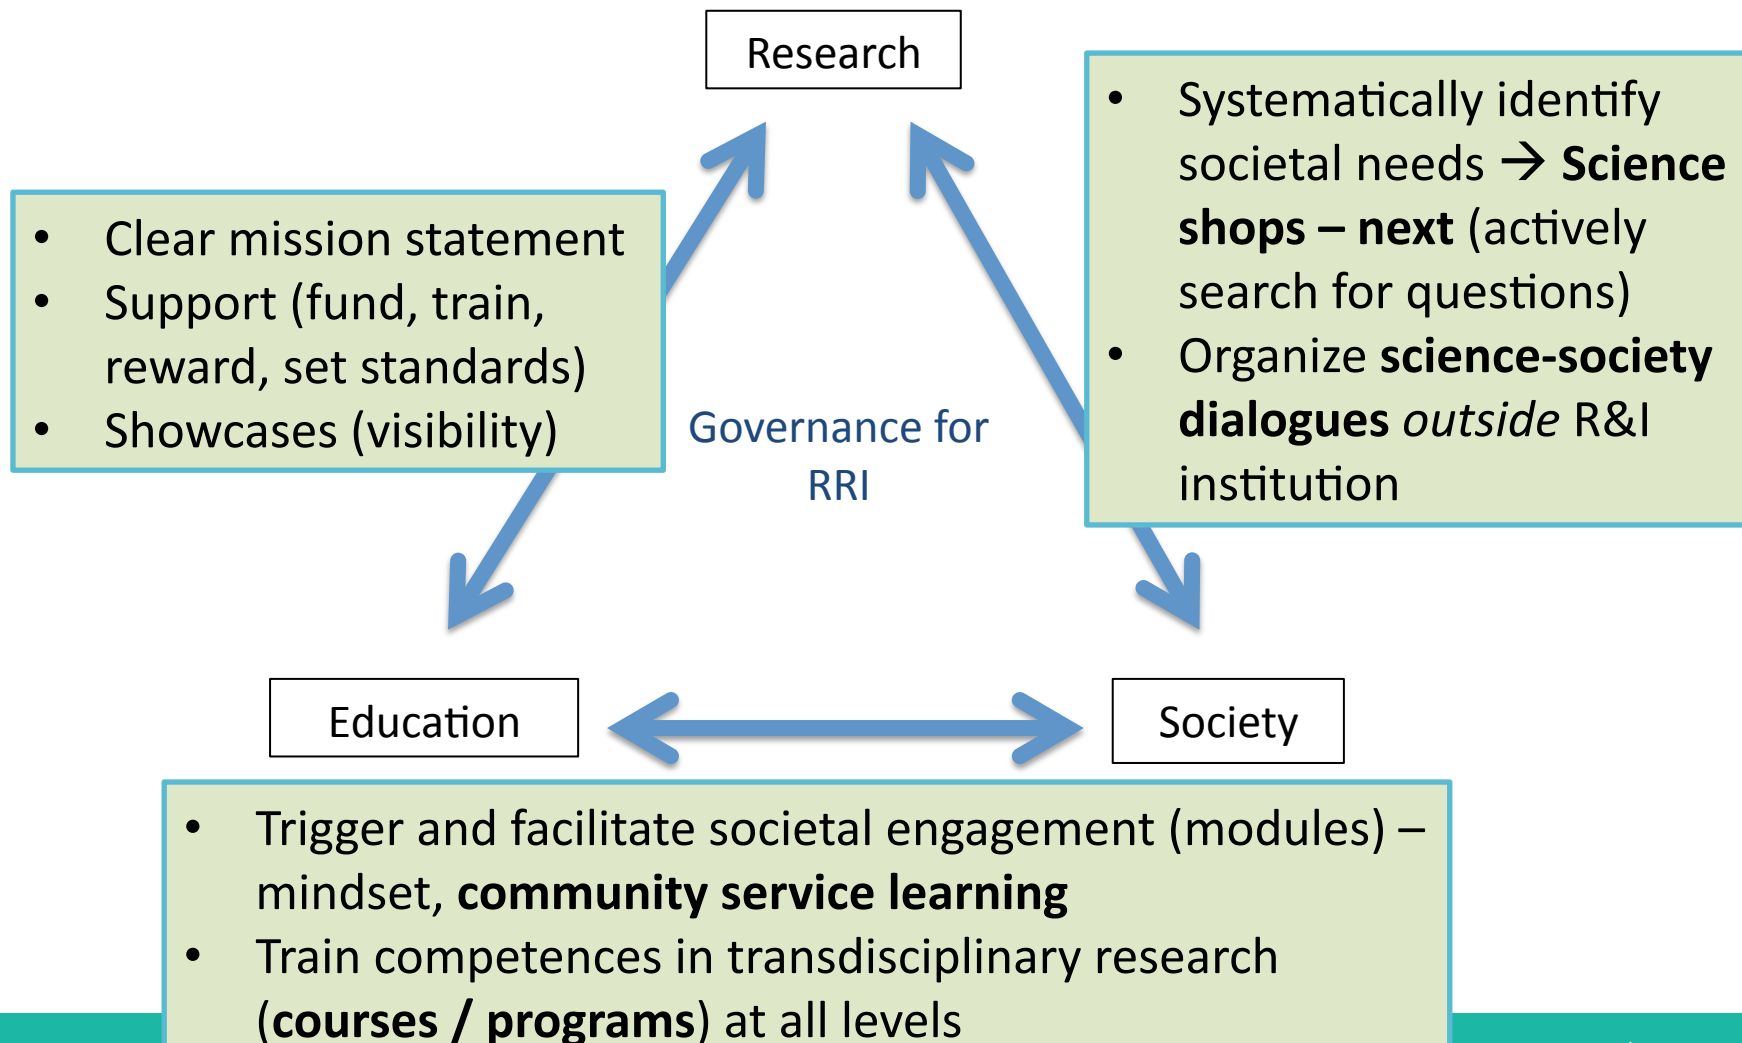 Research
• Systematically identify
societal needs → Science
shops – next (actively
search for questions)
• Organize science-society
dialogues outside R&I
institution
• Clear mission statement
• Support (fund, train,
reward, set standards)
• Showcases (visibility)
Governance for
RRI
Education
Society
• Trigger and facilitate societal engagement (modules) –
mindset, community service learning
• Train competences in transdisciplinary research
(courses / programs) at all levels